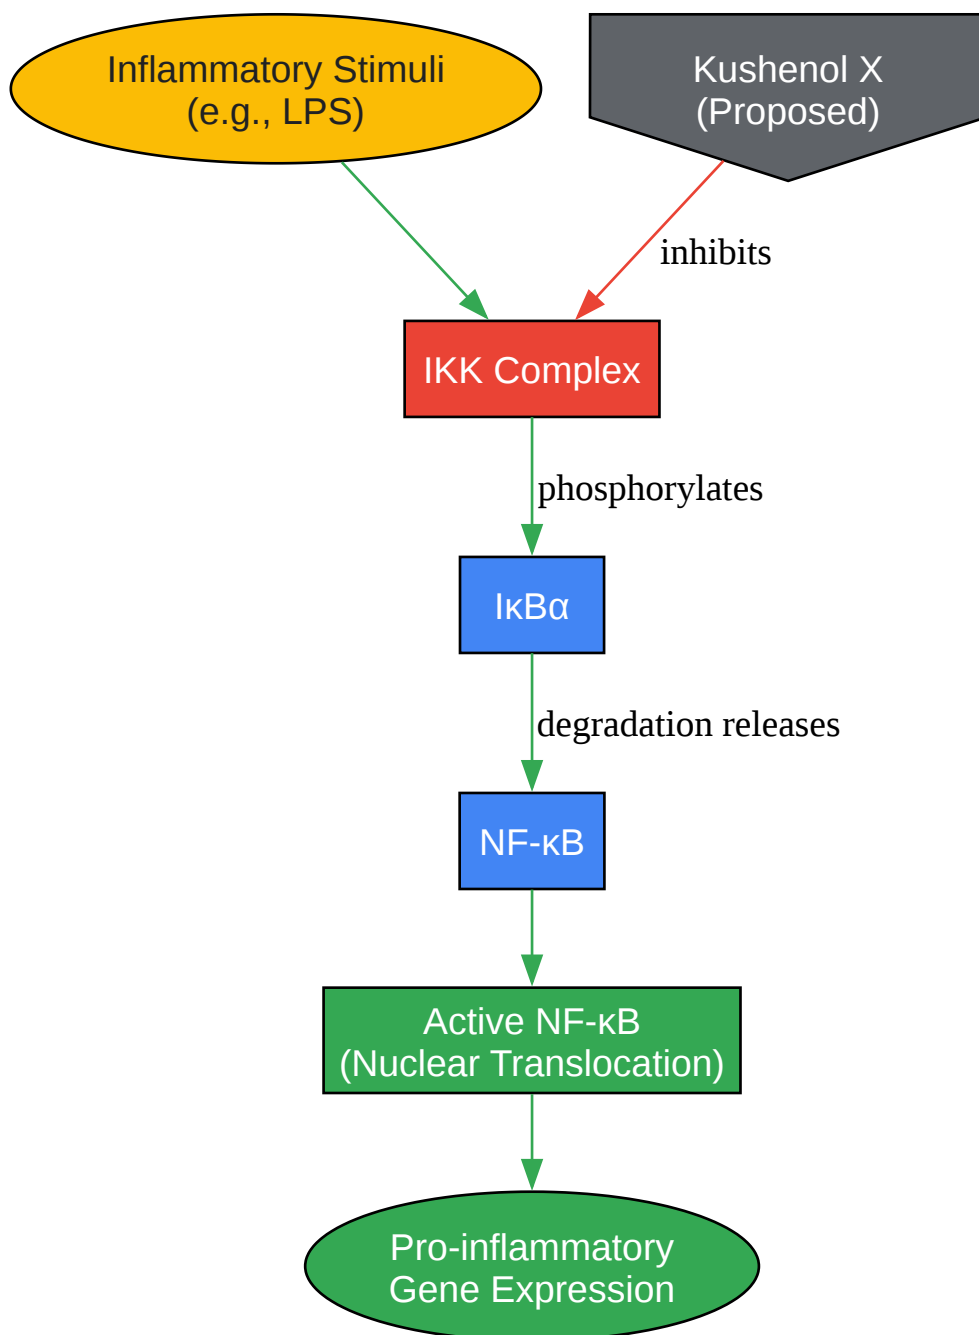 Inflammatory Stimuli
(e.g., LPS)
Kushenol X
(Proposed)
inhibits
IKK Complex
phosphorylates
IκBα
degradation releases
NF-κB
Active NF-κB
(Nuclear Translocation)
Pro-inflammatory
Gene Expression